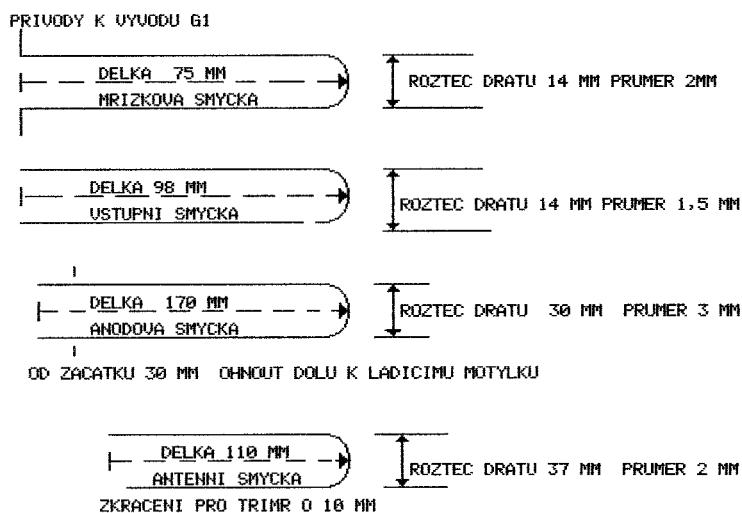 PRIVODY K VYVODU G1
DELKA 75 MM
MRIZKOVA SMYCKA
ROZTEC DRATU 14 MM PRUMER 2MM
DELKA 98 MM
VSTUPNI SMYCKA
ROZTEC DRATU 14 MM PRUMER 1,5 MM
DELKA 170 MM
ANODOVA SMYCKA
ROZTEC DRATU 30 MM PRUMER 3 MM
OD ZACATKU 30 MM OHNOUT DOLU K LADICIMU MOTYLKU
DELKA 110 MM
ANTENNI SMYCKA
ROZTEC DRATU 37 MM PRUMER 2 MM
ZKRACENI PRO TRIMR O 10 MM